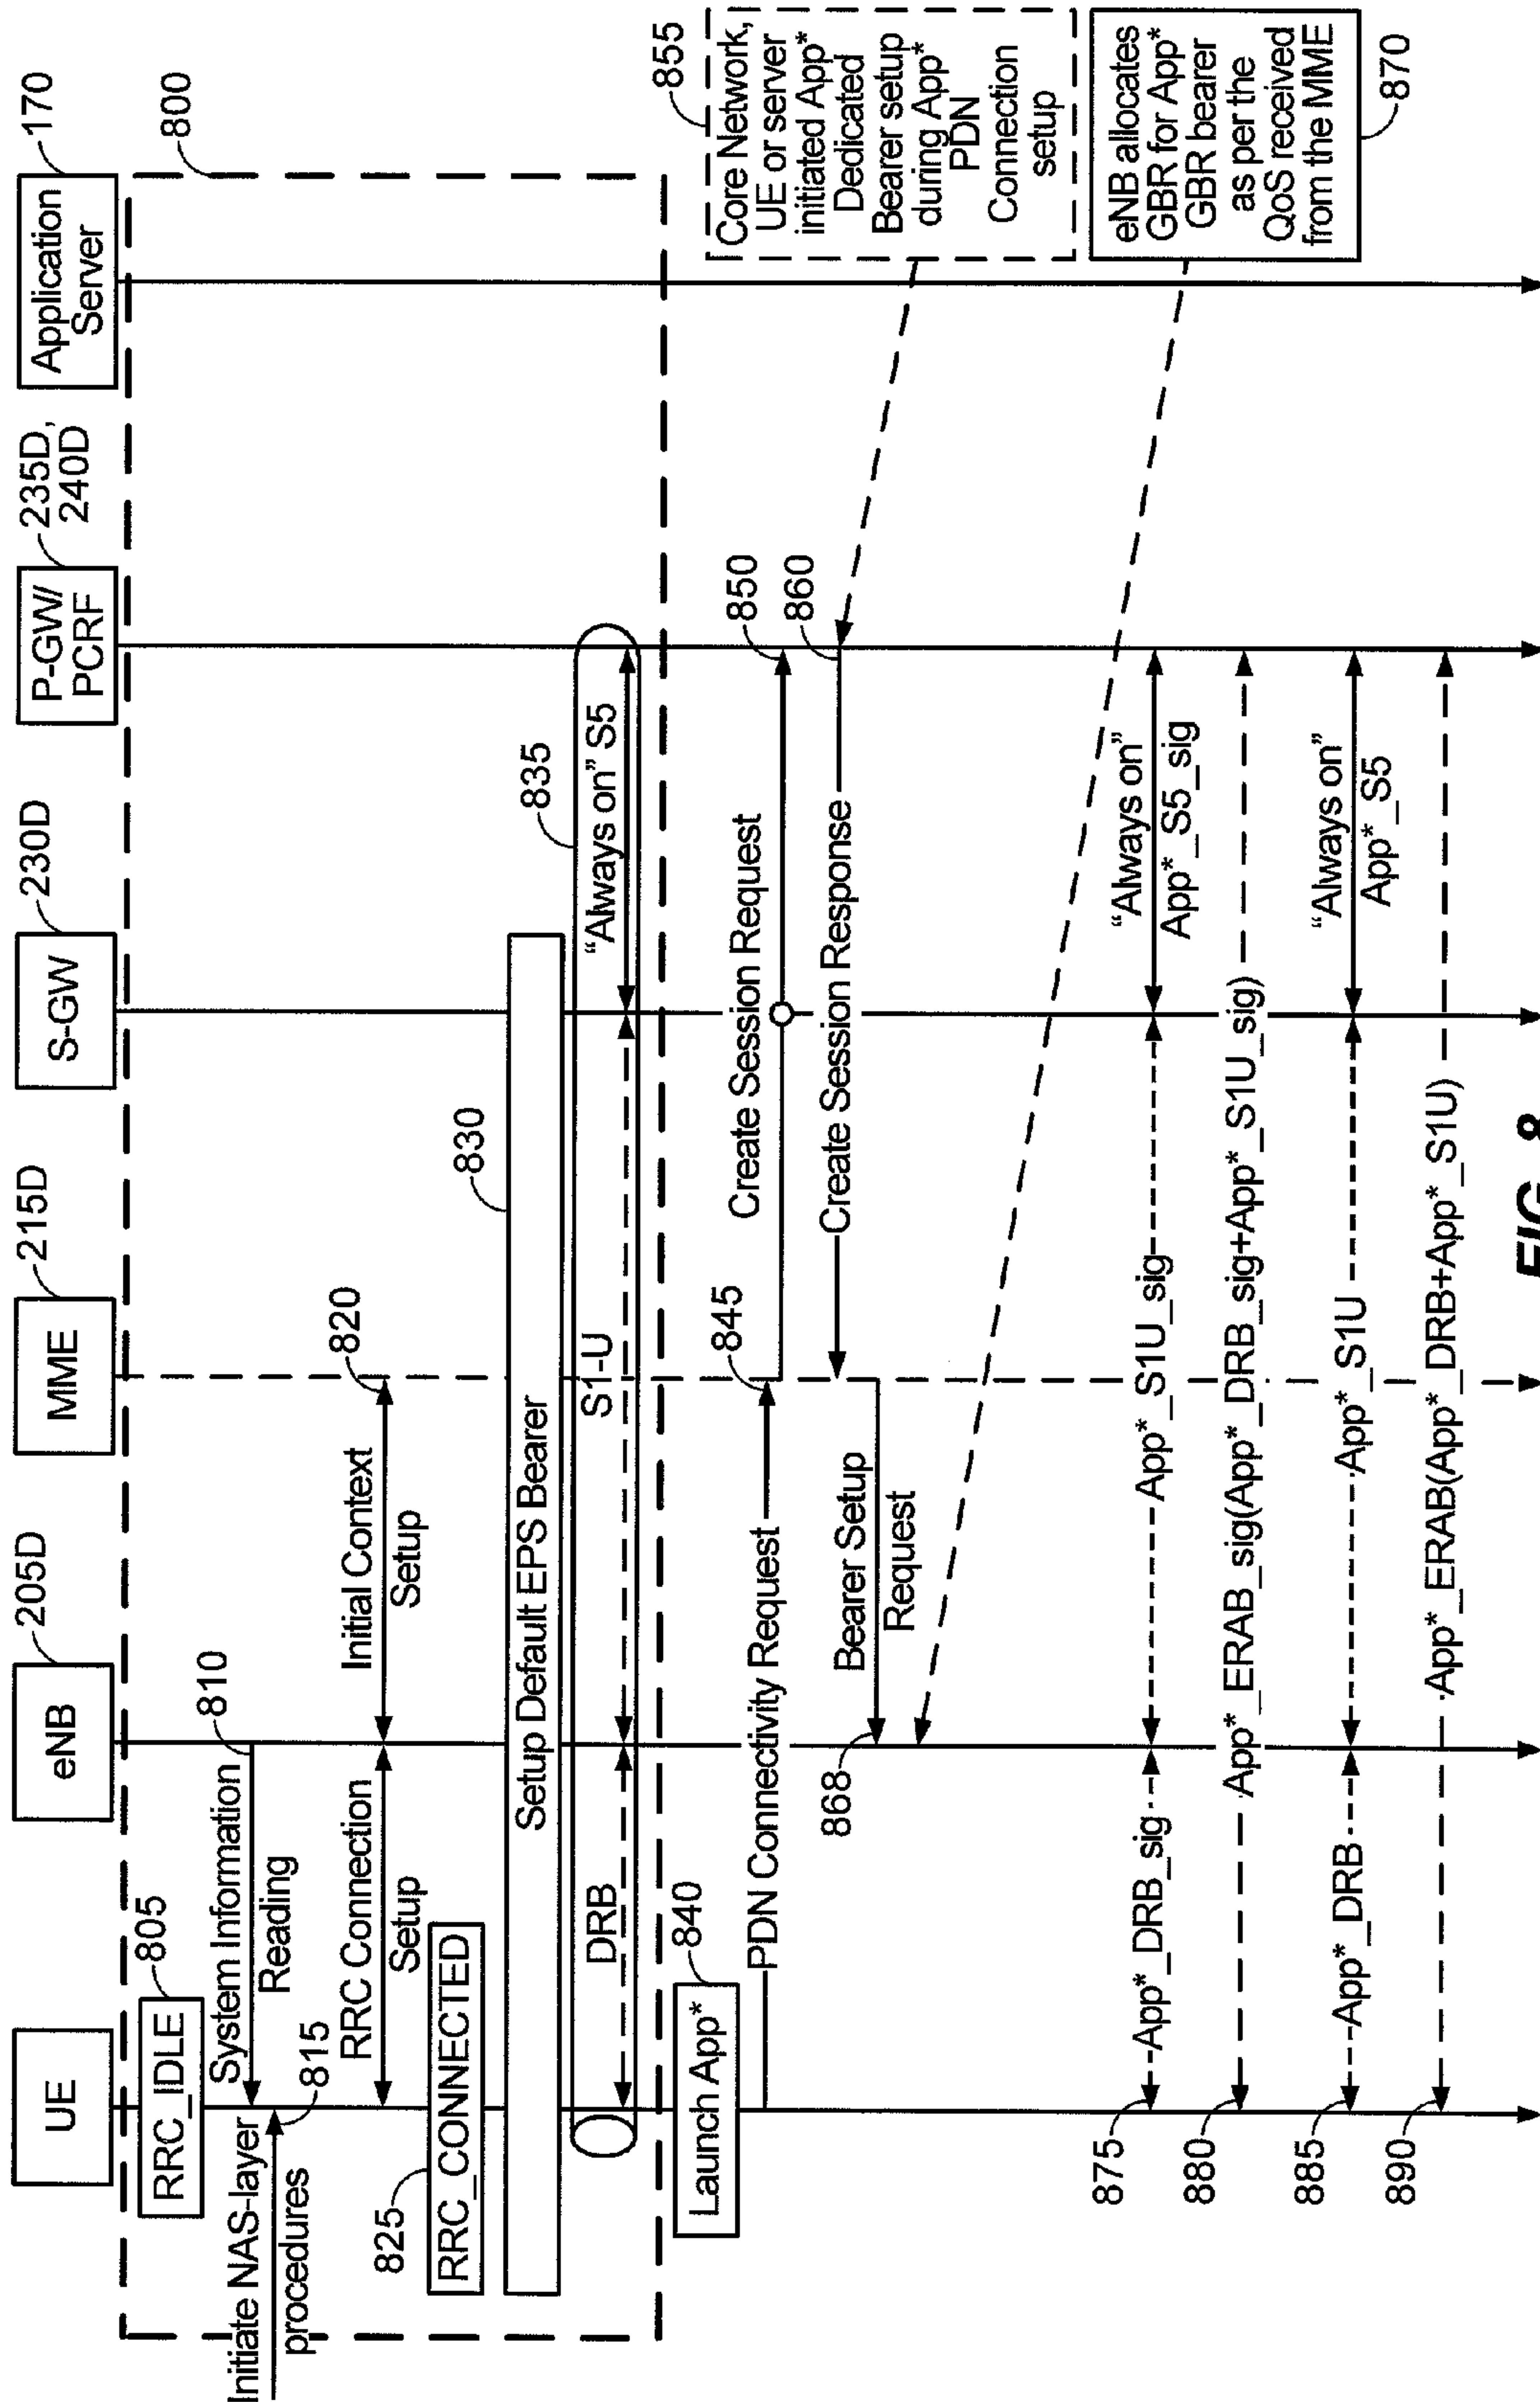 UE
eNB
205D
MME
215D
S-GW
230D
P-GW/
PCRF
235D,
240D
Application
Server
170
800
RRC_IDLE
805
System Information
Reading
810
Initiate NAS-layer
procedures
815
RRC Connection
Setup
Initial Context
Setup
820
825
RRC_CONNECTED
Setup Default EPS Bearer
830
DRB
S1-U
“Always on” S5
835
Launch App*
840
PDN Connectivity Request
845
Create Session Request
850
Core Network,
UE or server
initiated App*
Dedicated
Bearer setup
during App*
PDN
Connection
setup
855
Create Session Response
860
Bearer Setup
Request
868
eNB allocates
GBR for App*
GBR bearer
as per the
QoS received
from the MME
870
875
App*_DRB_sig
App*_S1U_sig
“Always on”
App*_S5_sig
880
App*_ERAB_sig(App*_DRB_sig+App*_S1U_sig)
885
App*_DRB
App*_S1U
“Always on”
App*_S5
890
App*_ERAB(App*_DRB+App*_S1U)
FIG. 8